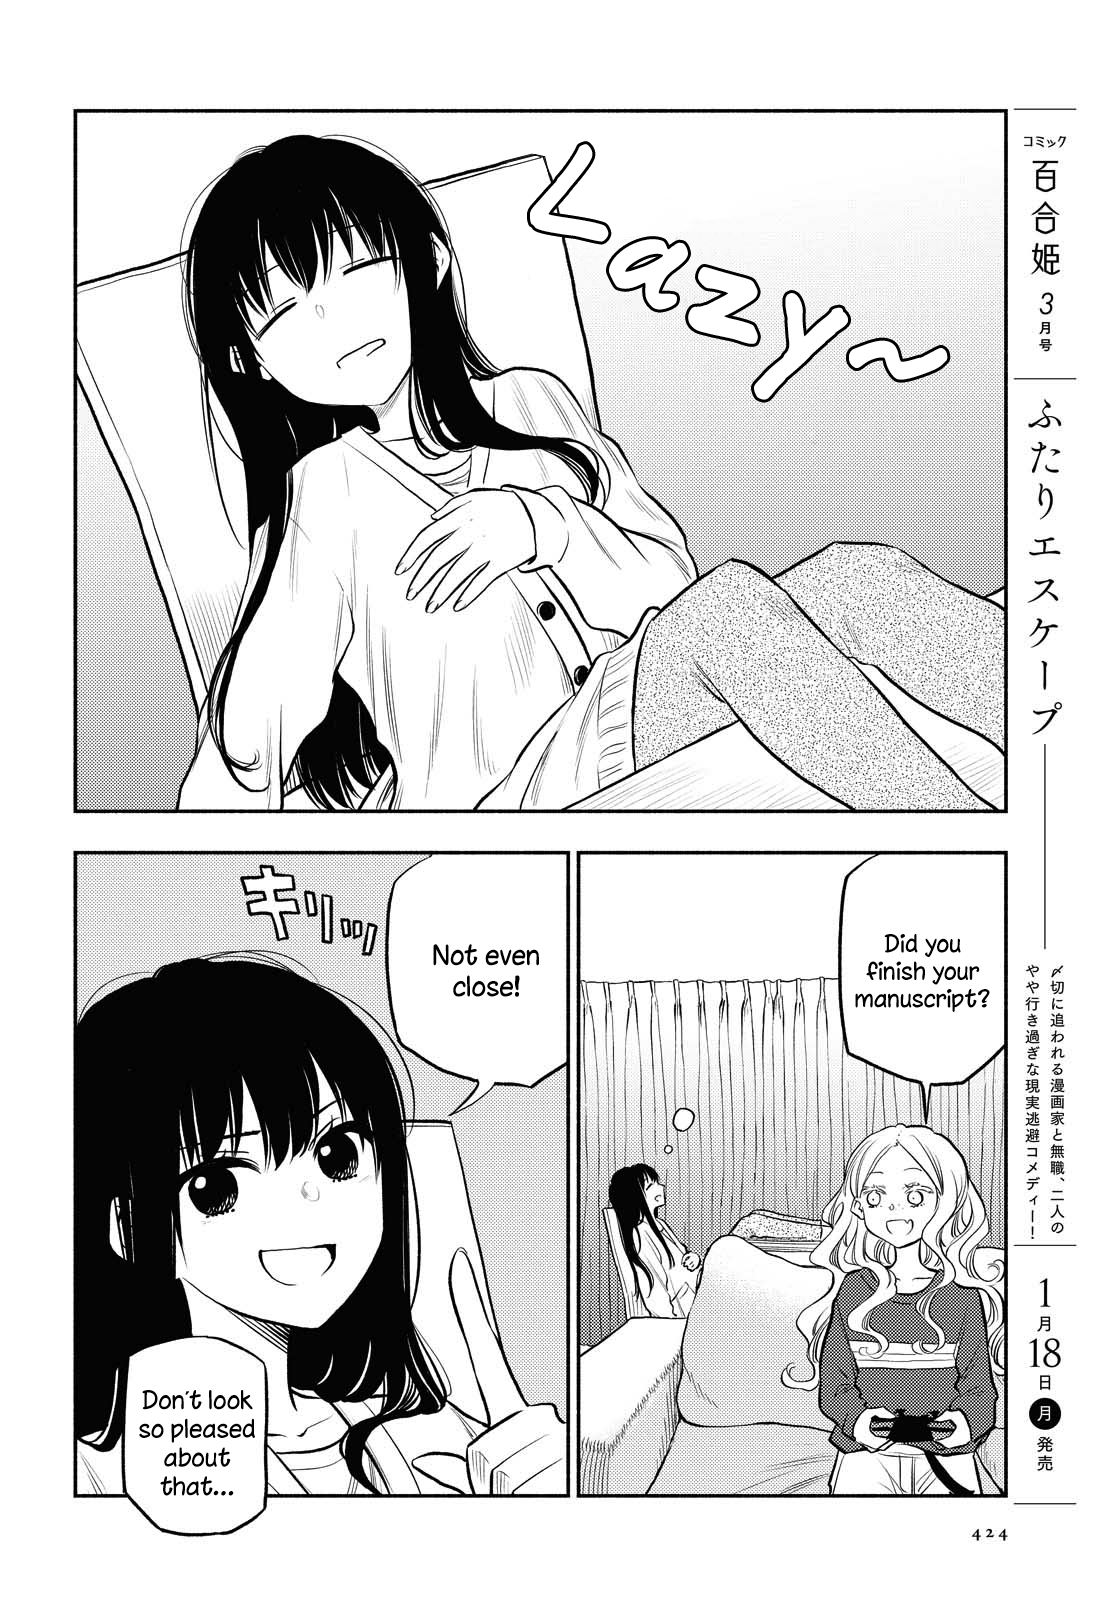 Lazy~
Did you
finish your
manuscript?
Not even
close!
キリッ
Don't look
so pleased
about
that...
コミック
百合姫
3
月号
ふたりエスケープ
〆切に追われる漫画家と無職、二人の
やや行き過ぎな現実逃避コメディー!
1月18日月発売
424